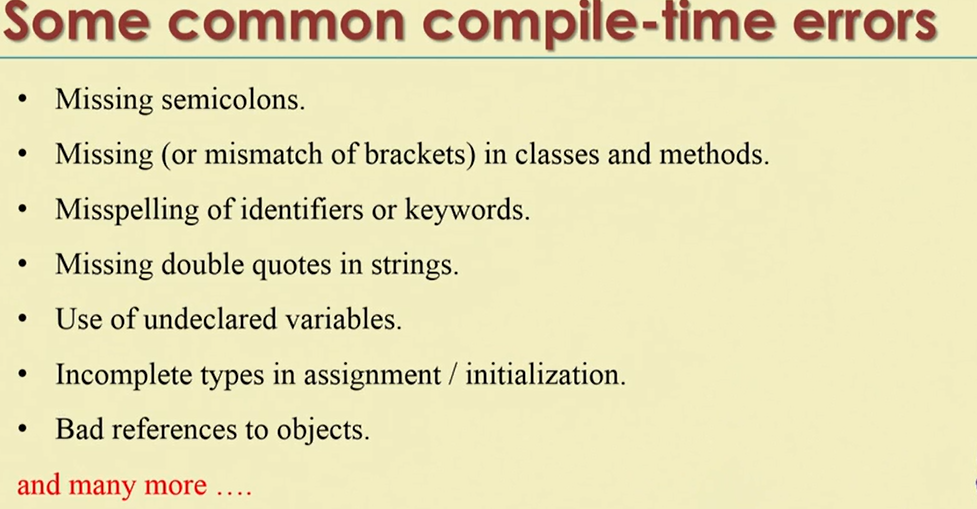 Some common compile-time errors
• Missing semicolons.
• Missing (or mismatch of brackets) in classes and methods.
• Misspelling of identifiers or keywords.
• Missing double quotes in strings.
• Use of undeclared variables.
• Incomplete types in assignment / initialization.
• Bad references to objects.
and many more ….